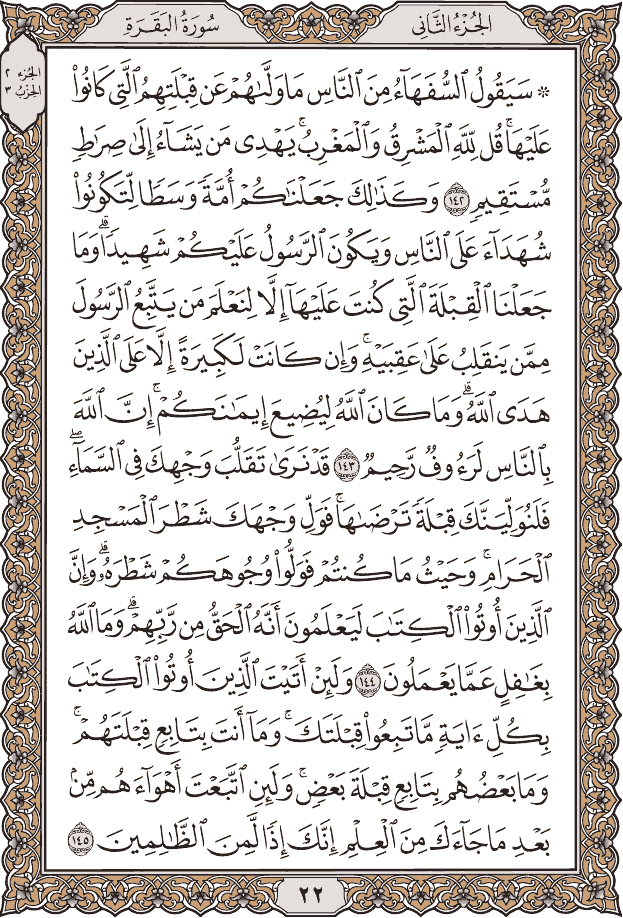 الجُزْءُ الثَّانِي
سُورَةُ البَقَرَةِ
الجزء ٢
الحزب ٣
۞ سَيَقُولُ ٱلسُّفَهَآءُ مِنَ ٱلنَّاسِ مَا وَلَّىٰهُمْ عَن قِبْلَتِهِمُ ٱلَّتِى كَانُوا۟
عَلَيْهَا ۚ قُل لِّلَّهِ ٱلْمَشْرِقُ وَٱلْمَغْرِبُ ۚ يَهْدِى مَن يَشَآءُ إِلَىٰ صِرَٰطٍ
مُّسْتَقِيمٍ ١٤٢ وَكَذَٰلِكَ جَعَلْنَٰكُمْ أُمَّةً وَسَطًا لِّتَكُونُوا۟
شُهَدَآءَ عَلَى ٱلنَّاسِ وَيَكُونَ ٱلرَّسُولُ عَلَيْكُمْ شَهِيدًا ۗ وَمَا
جَعَلْنَا ٱلْقِبْلَةَ ٱلَّتِى كُنتَ عَلَيْهَآ إِلَّا لِنَعْلَمَ مَن يَتَّبِعُ ٱلرَّسُولَ
مِمَّن يَنقَلِبُ عَلَىٰ عَقِبَيْهِ ۚ وَإِن كَانَتْ لَكَبِيرَةً إِلَّا عَلَى ٱلَّذِينَ
هَدَى ٱللَّهُ ۗ وَمَا كَانَ ٱللَّهُ لِيُضِيعَ إِيمَٰنَكُمْ ۚ إِنَّ ٱللَّهَ
بِٱلنَّاسِ لَرَءُوفٌ رَّحِيمٌ ١٤٣ قَدْ نَرَىٰ تَقَلُّبَ وَجْهِكَ فِى ٱلسَّمَآءِ ۖ
فَلَنُوَلِّيَنَّكَ قِبْلَةً تَرْضَىٰهَا ۚ فَوَلِّ وَجْهَكَ شَطْرَ ٱلْمَسْجِدِ
ٱلْحَرَامِ ۚ وَحَيْثُ مَا كُنتُمْ فَوَلُّوا۟ وُجُوهَكُمْ شَطْرَهُۥ ۗ وَإِنَّ
ٱلَّذِينَ أُوتُوا۟ ٱلْكِتَٰبَ لَيَعْلَمُونَ أَنَّهُ ٱلْحَقُّ مِن رَّبِّهِمْ ۗ وَمَا ٱللَّهُ
بِغَٰفِلٍ عَمَّا يَعْمَلُونَ ١٤٤ وَلَئِنْ أَتَيْتَ ٱلَّذِينَ أُوتُوا۟ ٱلْكِتَٰبَ
بِكُلِّ ءَايَةٍ مَّا تَبِعُوا۟ قِبْلَتَكَ ۚ وَمَآ أَنتَ بِتَابِعٍ قِبْلَتَهُمْ ۚ
وَمَا بَعْضُهُم بِتَابِعٍ قِبْلَةَ بَعْضٍ ۚ وَلَئِنِ ٱتَّبَعْتَ أَهْوَآءَهُم مِّنۢ
بَعْدِ مَا جَآءَكَ مِنَ ٱلْعِلْمِ إِنَّكَ إِذًا لَّمِنَ ٱلظَّٰلِمِينَ ١٤٥
٢٢